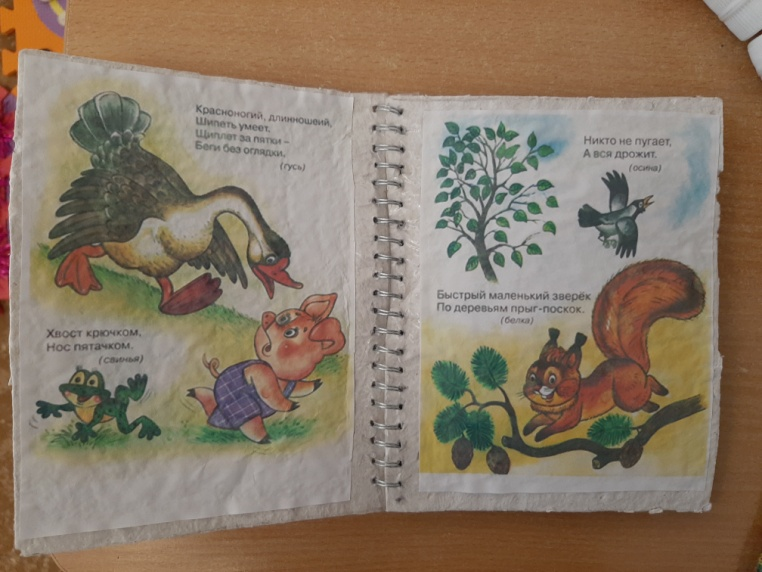 Красноногий, длинношеий,
Шипеть умеет,
Щиплет за пятки –
Беги без оглядки.
(гусь)
Хвост крючком,
Нос пятачком.
(свинья)
Никто не пугает,
А вся дрожит.
(осина)
Быстрый маленький зверёк
По деревьям прыг-поскок.
(белка)